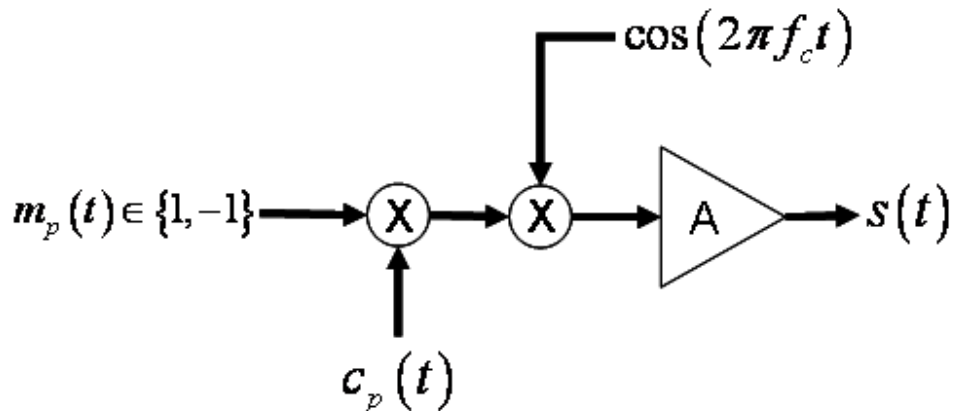 cos(2πf_c t)
m_p(t)∈{1,−1}
X
X
A
s(t)
c_p(t)